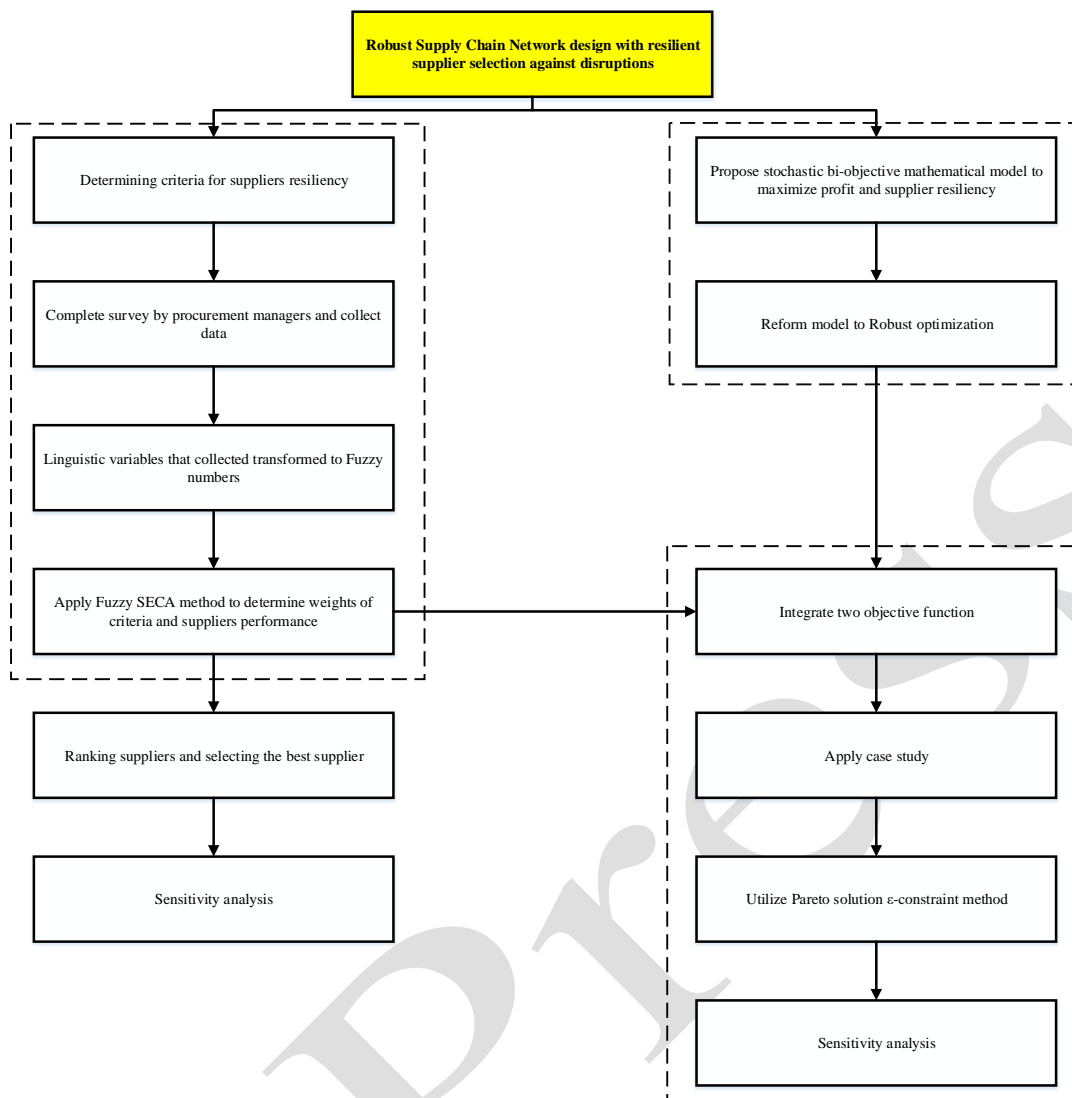 Robust Supply Chain Network design with resilient
supplier selection against disruptions
Determining criteria for suppliers resiliency
Complete survey by procurement managers and collect
data
Linguistic variables that collected transformed to Fuzzy
numbers
Apply Fuzzy SECA method to determine weights of
criteria and suppliers performance
Ranking suppliers and selecting the best supplier
Sensitivity analysis
Propose stochastic bi-objective mathematical model to
maximize profit and supplier resiliency
Reform model to Robust optimization
Integrate two objective function
Apply case study
Utilize Pareto solution ε-constraint method
Sensitivity analysis
Press